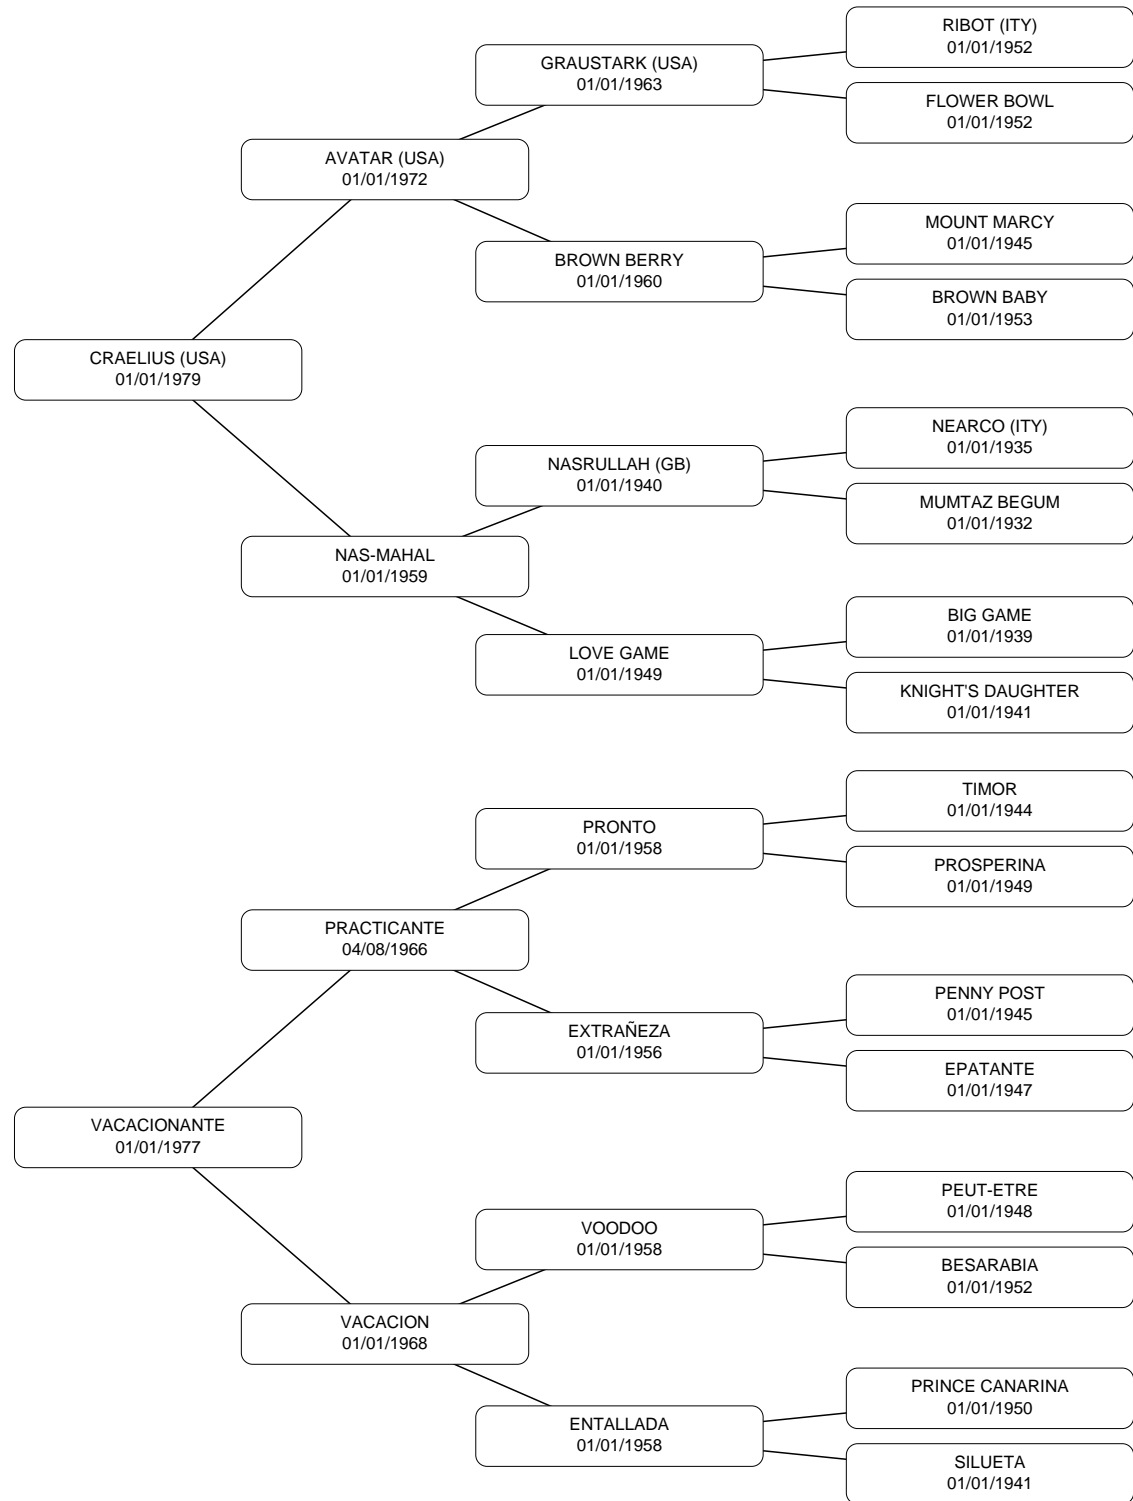 RIBOT (ITY)
01/01/1952
GRAUSTARK (USA)
01/01/1963
FLOWER BOWL
01/01/1952
AVATAR (USA)
01/01/1972
MOUNT MARCY
01/01/1945
BROWN BERRY
01/01/1960
BROWN BABY
01/01/1953
CRAELIUS (USA)
01/01/1979
NEARCO (ITY)
01/01/1935
NASRULLAH (GB)
01/01/1940
MUMTAZ BEGUM
01/01/1932
NAS-MAHAL
01/01/1959
BIG GAME
01/01/1939
LOVE GAME
01/01/1949
KNIGHT'S DAUGHTER
01/01/1941
TIMOR
01/01/1944
PRONTO
01/01/1958
PROSPERINA
01/01/1949
PRACTICANTE
04/08/1966
PENNY POST
01/01/1945
EXTRAÑEZA
01/01/1956
EPATANTE
01/01/1947
VACACIONANTE
01/01/1977
PEUT-ETRE
01/01/1948
VOODOO
01/01/1958
BESARABIA
01/01/1952
VACACION
01/01/1968
PRINCE CANARINA
01/01/1950
ENTALLADA
01/01/1958
SILUETA
01/01/1941